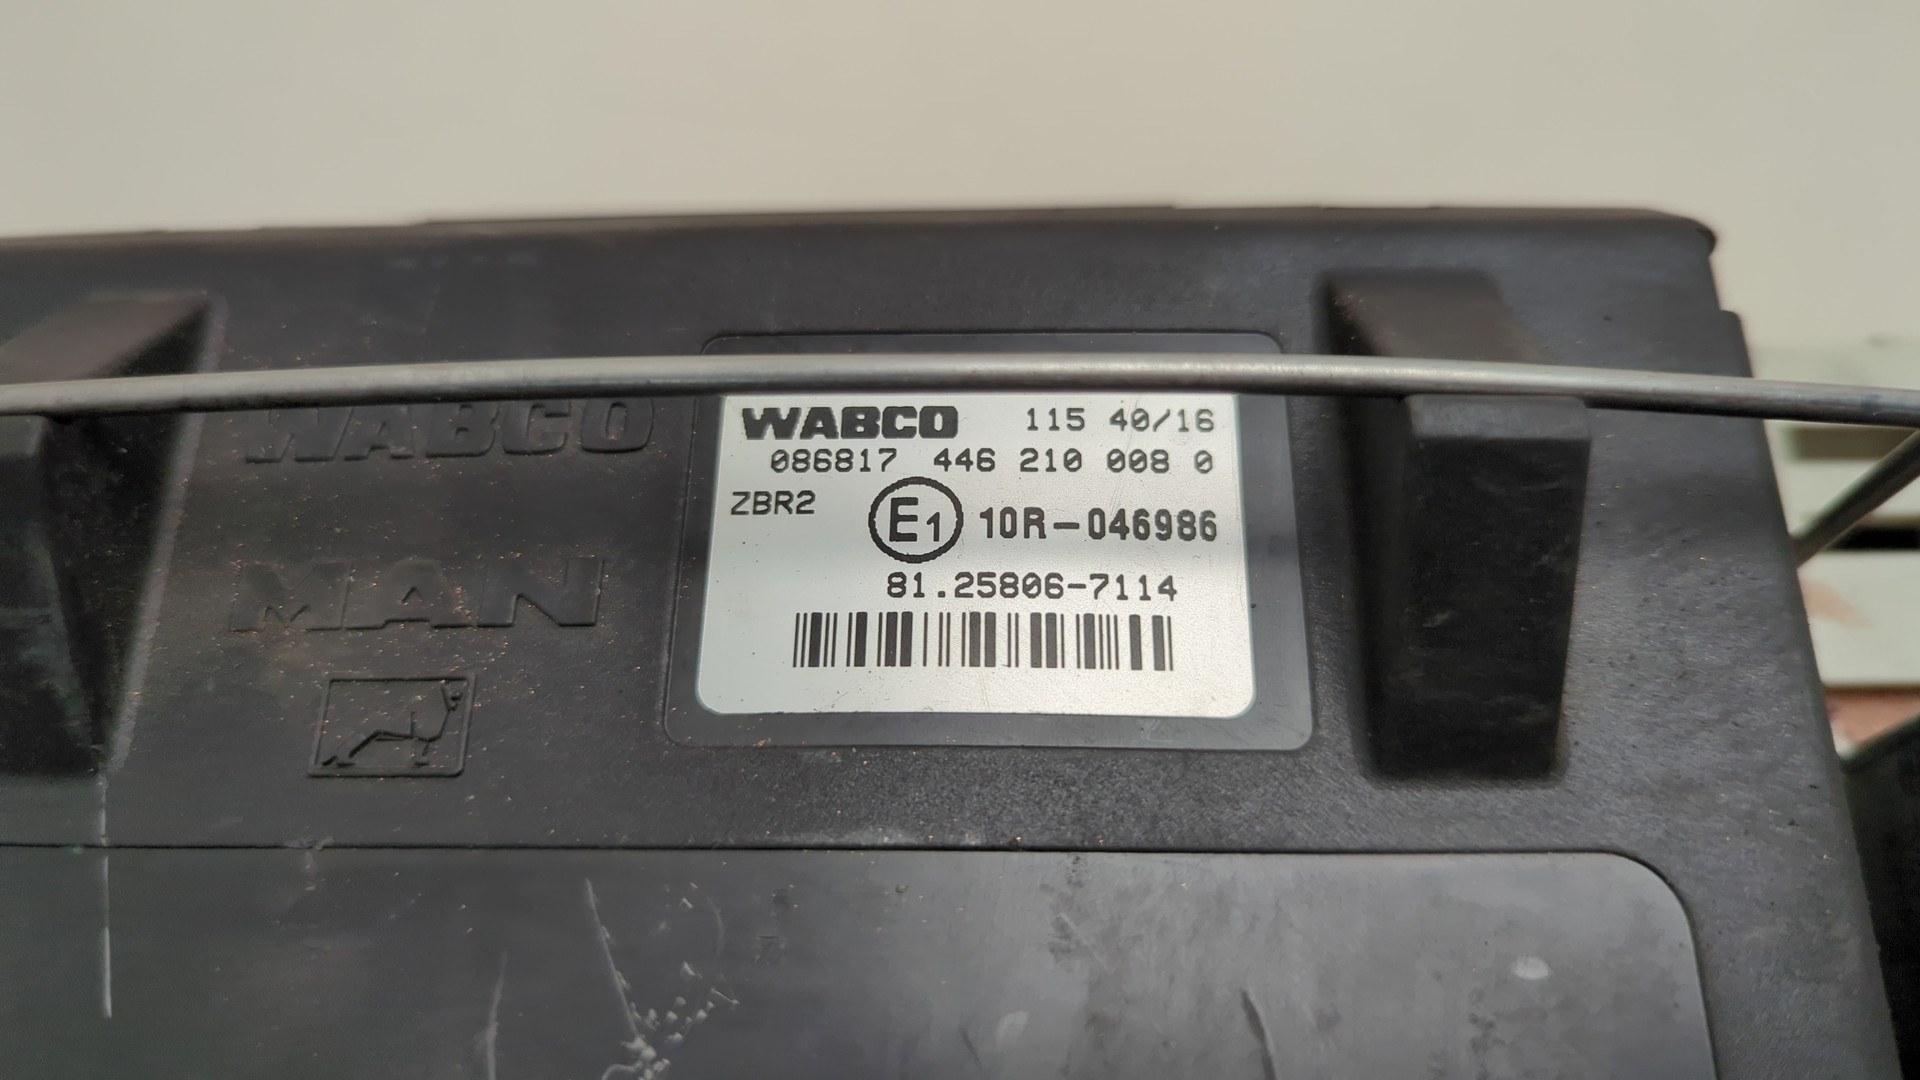 WABCO 115 40/16
086817 446 210 008 0
ZBR2 E1 10R-046986
81.25806-7114
WABCO
MAN